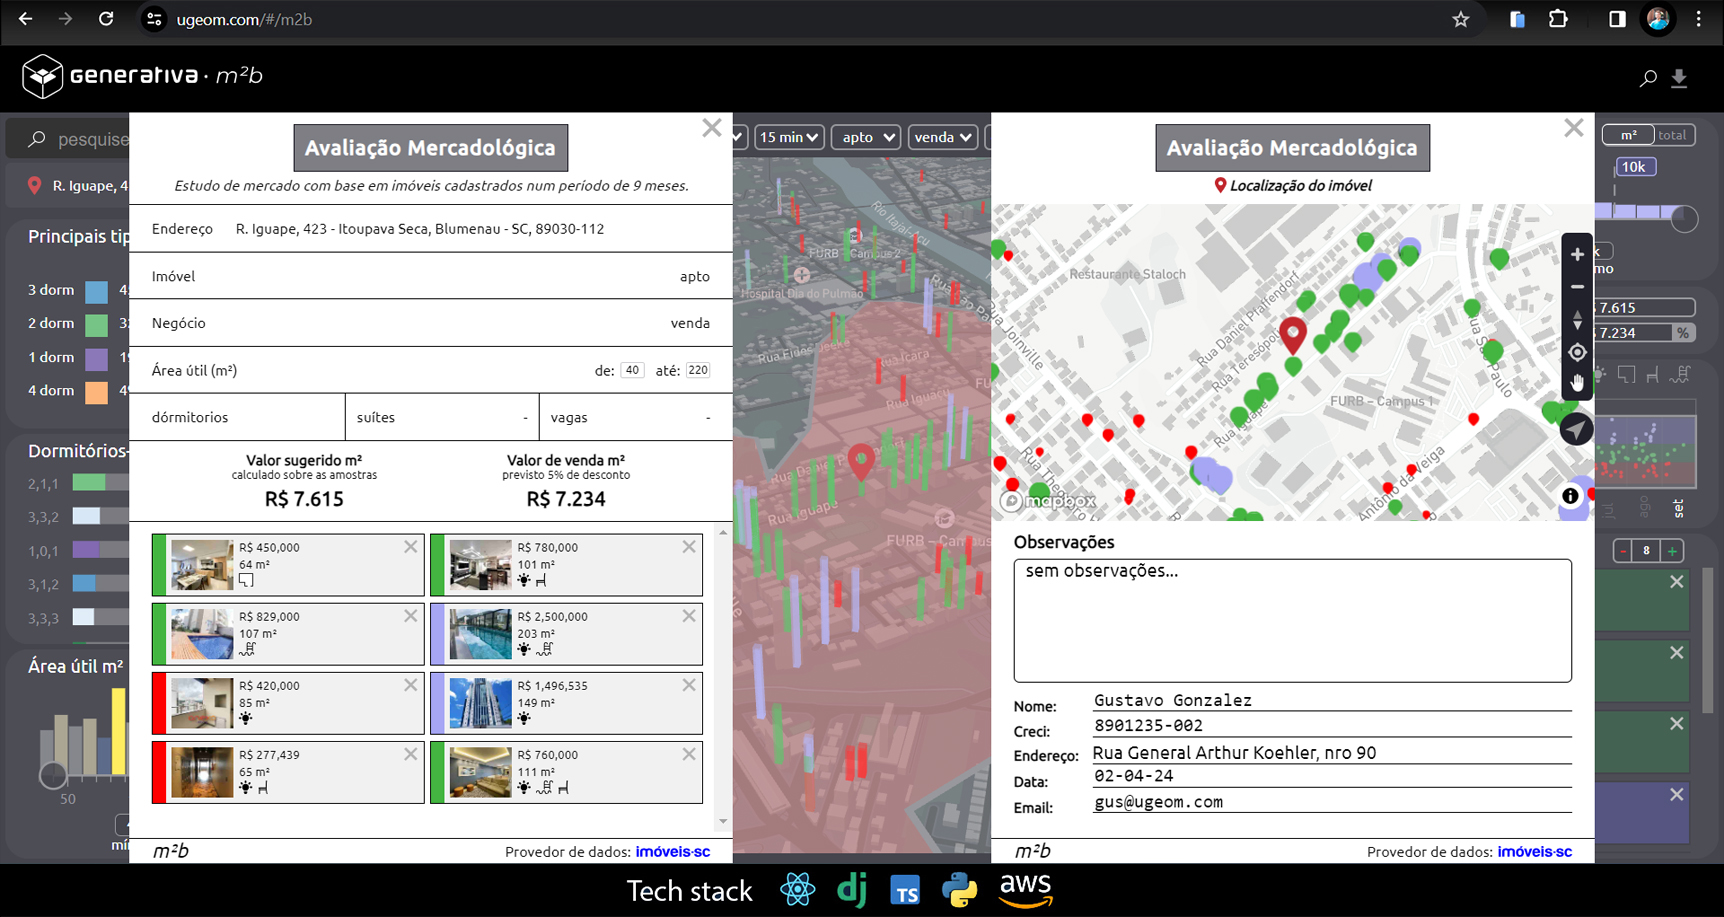 ugeom.com/#/m2b
Generativa · m²b
pesquise
R. Iguape, 4
Principais tip
3 dorm
2 dorm
1 dorm
4 dorm
Dormitórios-
2,1,1
3,3,2
1,0,1
3,1,2
3,3,3
Área útil m²
50
Avaliação Mercadológica
Estudo de mercado com base em imóveis cadastrados num período de 9 meses.
Endereço R. Iguape, 423 - Itoupava Seca, Blumenau - SC, 89030-112
Imóvel apto
Negócio venda
Área útil (m²) de: 40 até: 220
dórmitorios suítes - vagas -
Valor sugerido m² Valor de venda m²
calculado sobre as amostras previsto 5% de desconto
R$ 7.615 R$ 7.234
R$ 450,000 R$ 780,000
64 m² 101 m²
R$ 829,000 R$ 2,500,000
107 m² 203 m²
R$ 420,000 R$ 1,496,535
85 m² 149 m²
R$ 277,439 R$ 760,000
65 m² 111 m²
m²b Provedor de dados: imóveis-sc
15 min apto venda
Rio Itajaí-Açu
FURB - Campus 2
Hospital Dia do Pulmão
Rua Icara
Rua Iguaçu
Rua Iguape
FURB - Campus
Avaliação Mercadológica
Localização do imóvel
Restaurante Staloch
Rua Daniel Pfaffendorf
Rua Joinville
Rua Teresópolis
Rua São Paulo
FURB – Campus 1
Rua Iguape
Antônio da Veiga
mapbox
Observações
sem observações...
Nome: Gustavo Gonzalez
Creci: 8901235-002
Endereço: Rua General Arthur Koehler, nro 90
Data: 02-04-24
Email: gus@ugeom.com
m²b Provedor de dados: imóveis-sc
m² total
10k
7.615
7.234 %
jul ago set
- 8 +
Tech stack dj TS aws